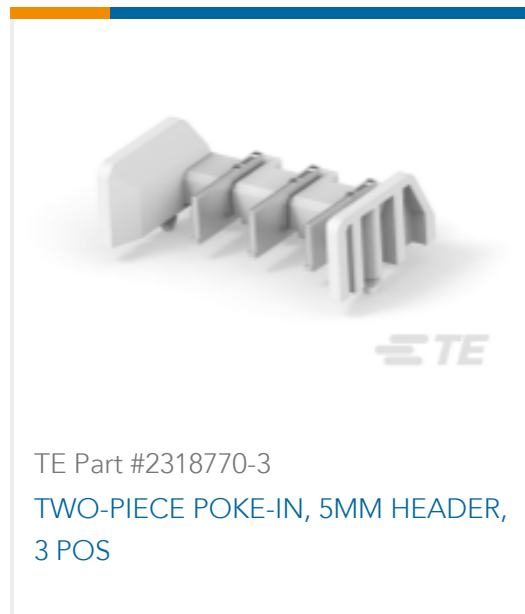 TE
TE Part #2318770-3
TWO-PIECE POKE-IN, 5MM HEADER,
3 POS